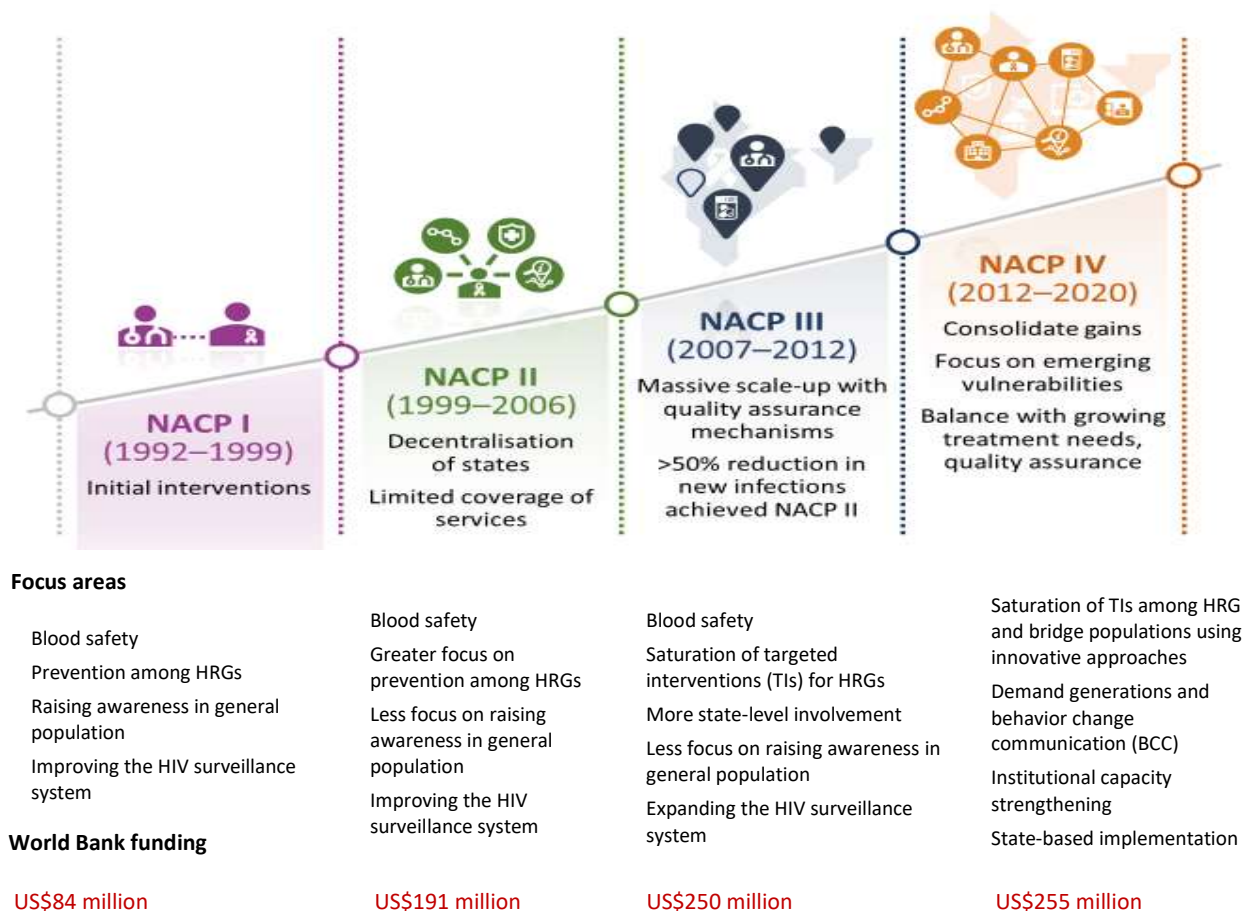 NACP I
(1992–1999)
Initial interventions
NACP II
(1999–2006)
Decentralisation
of states
Limited coverage of
services
NACP III
(2007–2012)
Massive scale-up with
quality assurance
mechanisms
>50% reduction in
new infections
achieved NACP II
NACP IV
(2012–2020)
Consolidate gains
Focus on emerging
vulnerabilities
Balance with growing
treatment needs,
quality assurance
Focus areas
Blood safety
Prevention among HRGs
Raising awareness in general
population
Improving the HIV surveillance
system
Blood safety
Greater focus on
prevention among HRGs
Less focus on raising
awareness in general
population
Improving the HIV
surveillance system
Blood safety
Saturation of targeted
interventions (TIs) for HRGs
More state-level involvement
Less focus on raising awareness in
general population
Expanding the HIV surveillance
system
Saturation of TIs among HRG
and bridge populations using
innovative approaches
Demand generations and
behavior change
communication (BCC)
Institutional capacity
strengthening
State-based implementation
World Bank funding
US$84 million
US$191 million
US$250 million
US$255 million